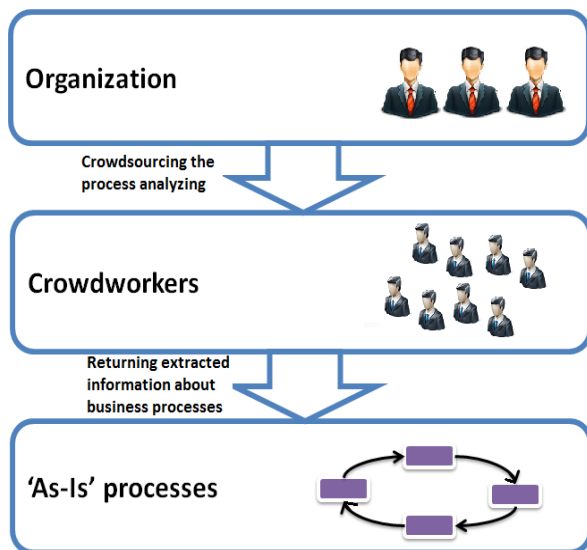 Organization
Crowdsourcing the
process analyzing
Crowdworkers
Returning extracted
information about
business processes
‘As-Is’ processes